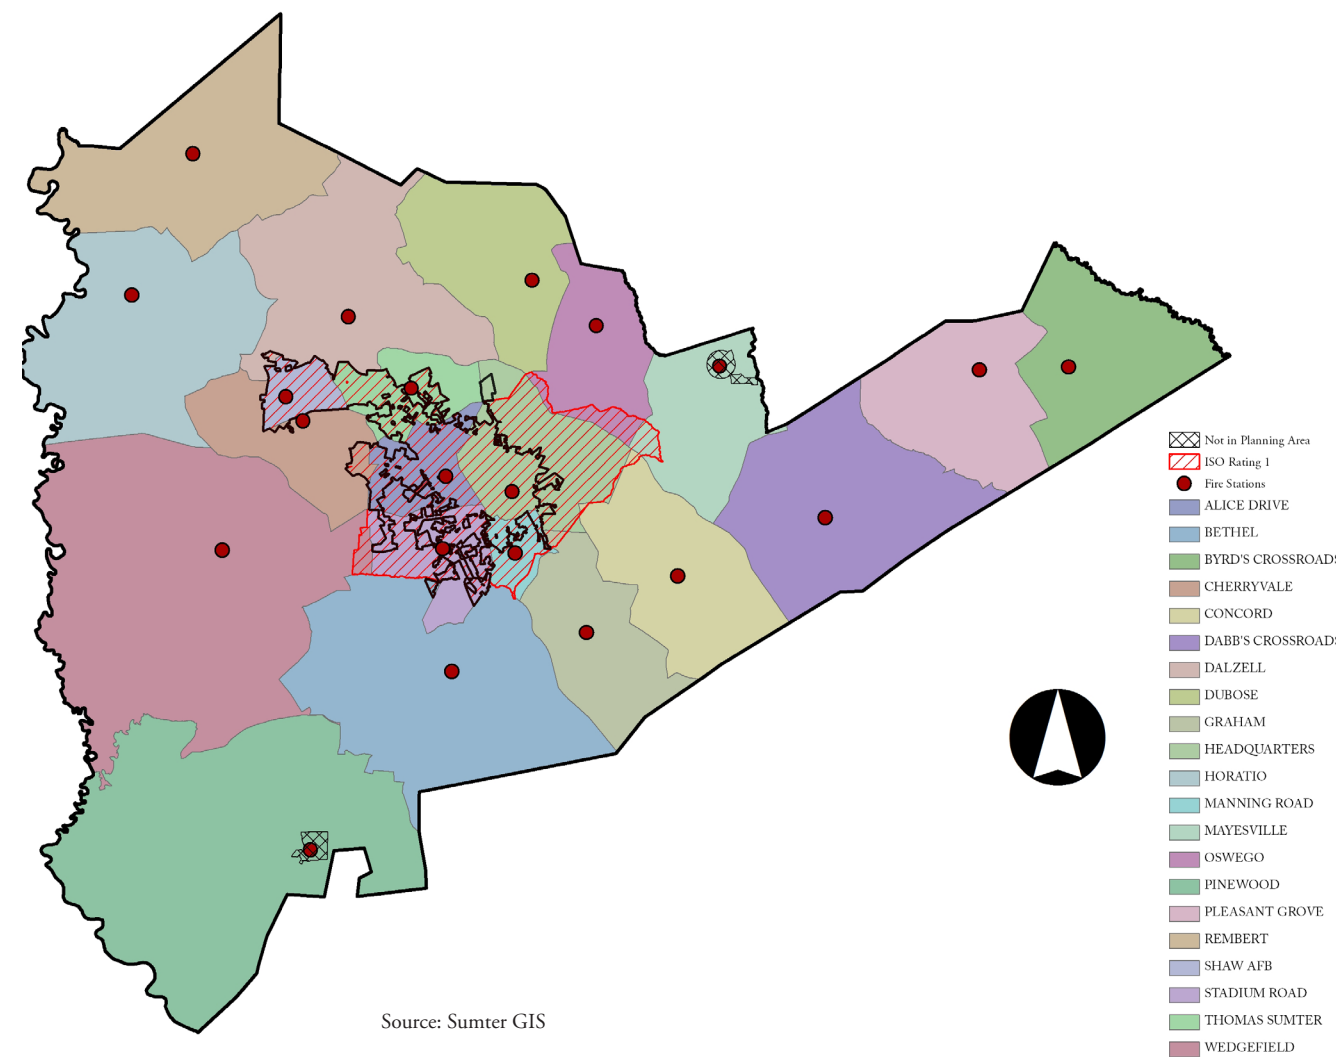 Not in Planning Area
ISO Rating 1
Fire Stations
ALICE DRIVE
BETHEL
BYRD'S CROSSROADS
CHERRYVALE
CONCORD
DABB'S CROSSROADS
DALZELL
DUBOSE
GRAHAM
HEADQUARTERS
HORATIO
MANNING ROAD
MAYESVILLE
OSWEGO
PINEWOOD
PLEASANT GROVE
REMBERT
SHAW AFB
STADIUM ROAD
THOMAS SUMTER
WEDGEFIELD
Source: Sumter GIS